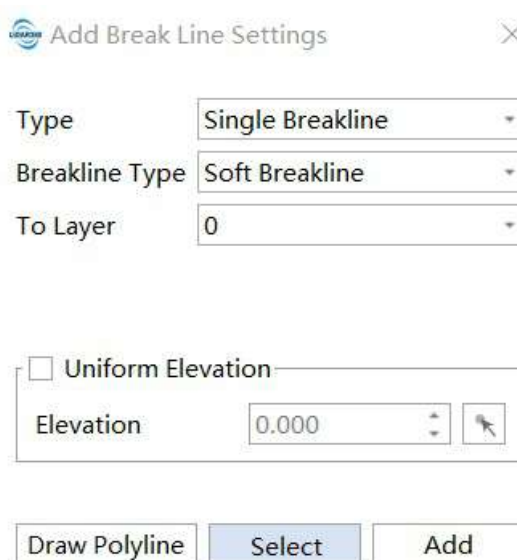 Add Break Line Settings
Type Single Breakline
Breakline Type Soft Breakline
To Layer 0
Uniform Elevation
Elevation 0.000
Draw Polyline Select Add